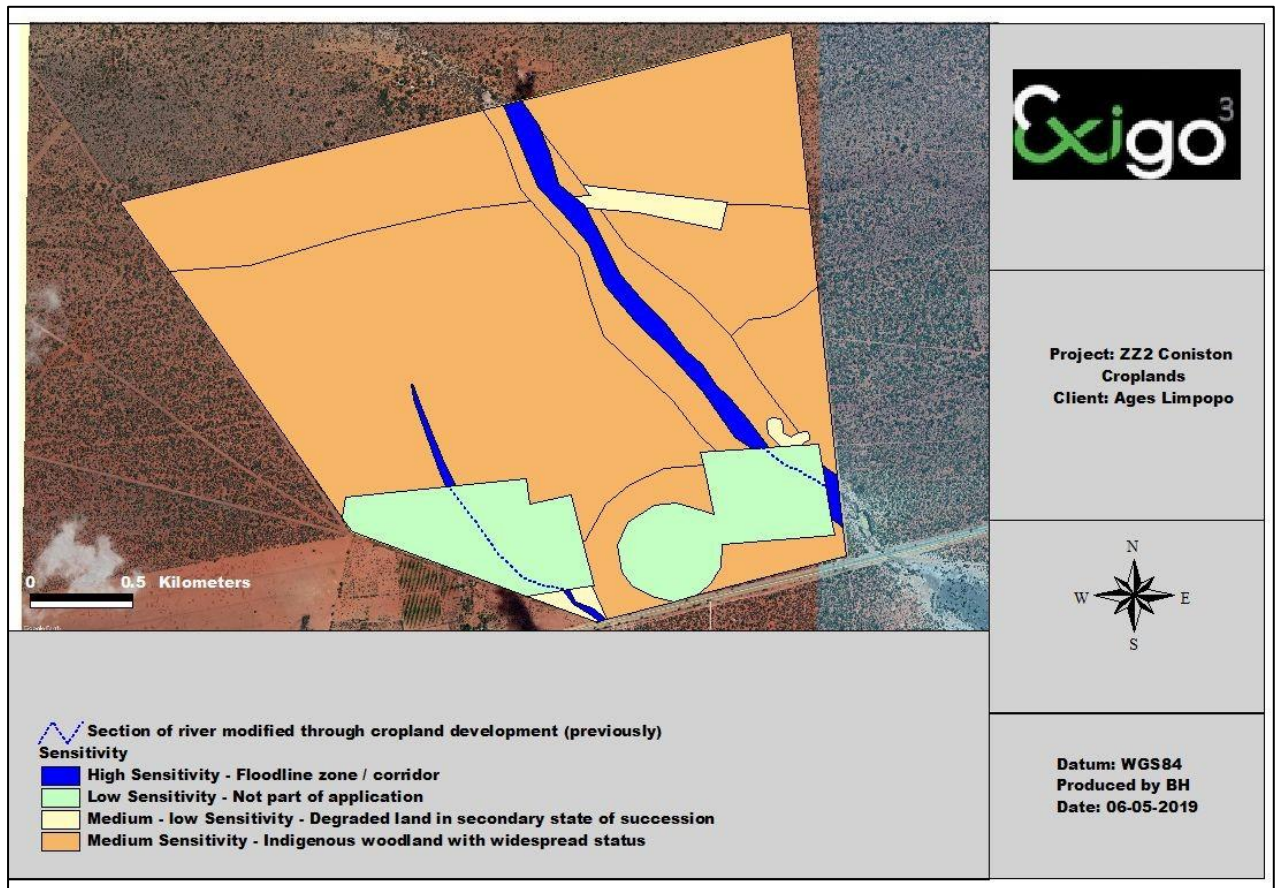 Exigo3
Project: ZZ2 Coniston
Croplands
Client: Ages Limpopo
N
W E
S
0 0.5 Kilometers
Google Earth
Section of river modified through cropland development (previously)
Sensitivity
High Sensitivity - Floodline zone / corridor
Low Sensitivity - Not part of application
Medium - low Sensitivity - Degraded land in secondary state of succession
Medium Sensitivity - Indigenous woodland with widespread status
Datum: WGS84
Produced by BH
Date: 06-05-2019